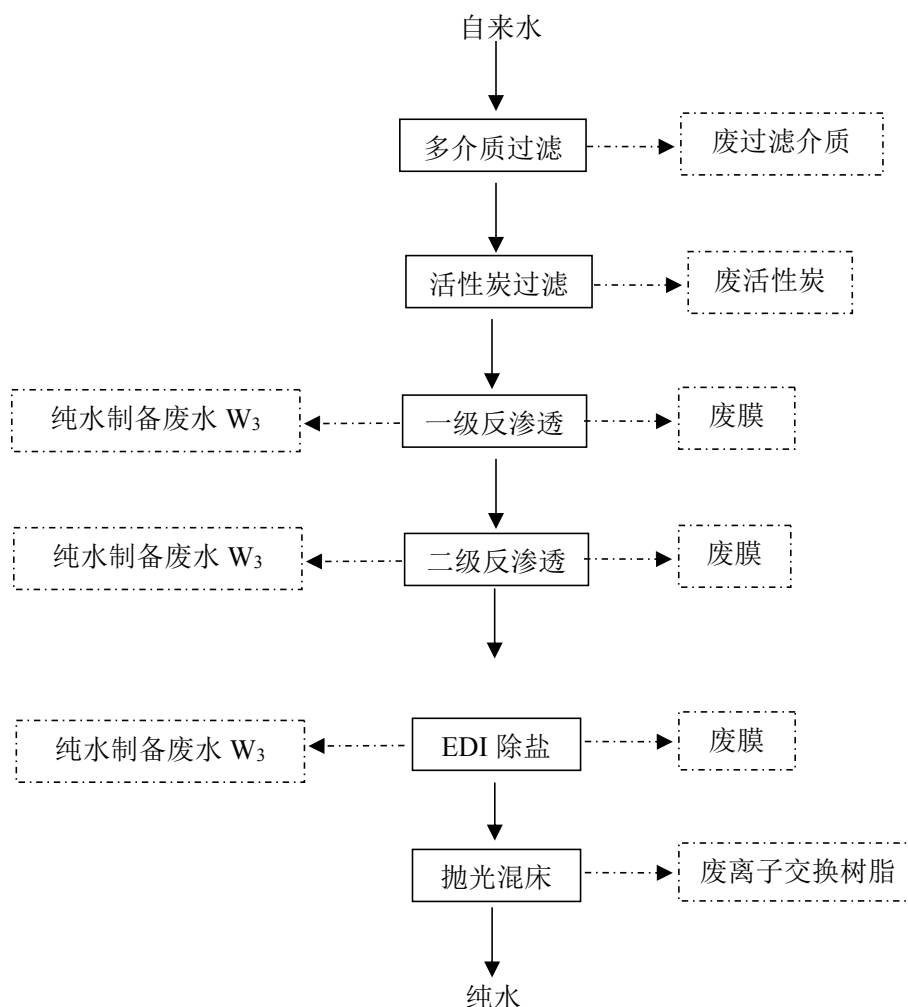 自来水
多介质过滤
废过滤介质
活性炭过滤
废活性炭
纯水制备废水 W₃
一级反渗透
废膜
纯水制备废水 W₃
二级反渗透
废膜
纯水制备废水 W₃
EDI 除盐
废膜
抛光混床
废离子交换树脂
纯水